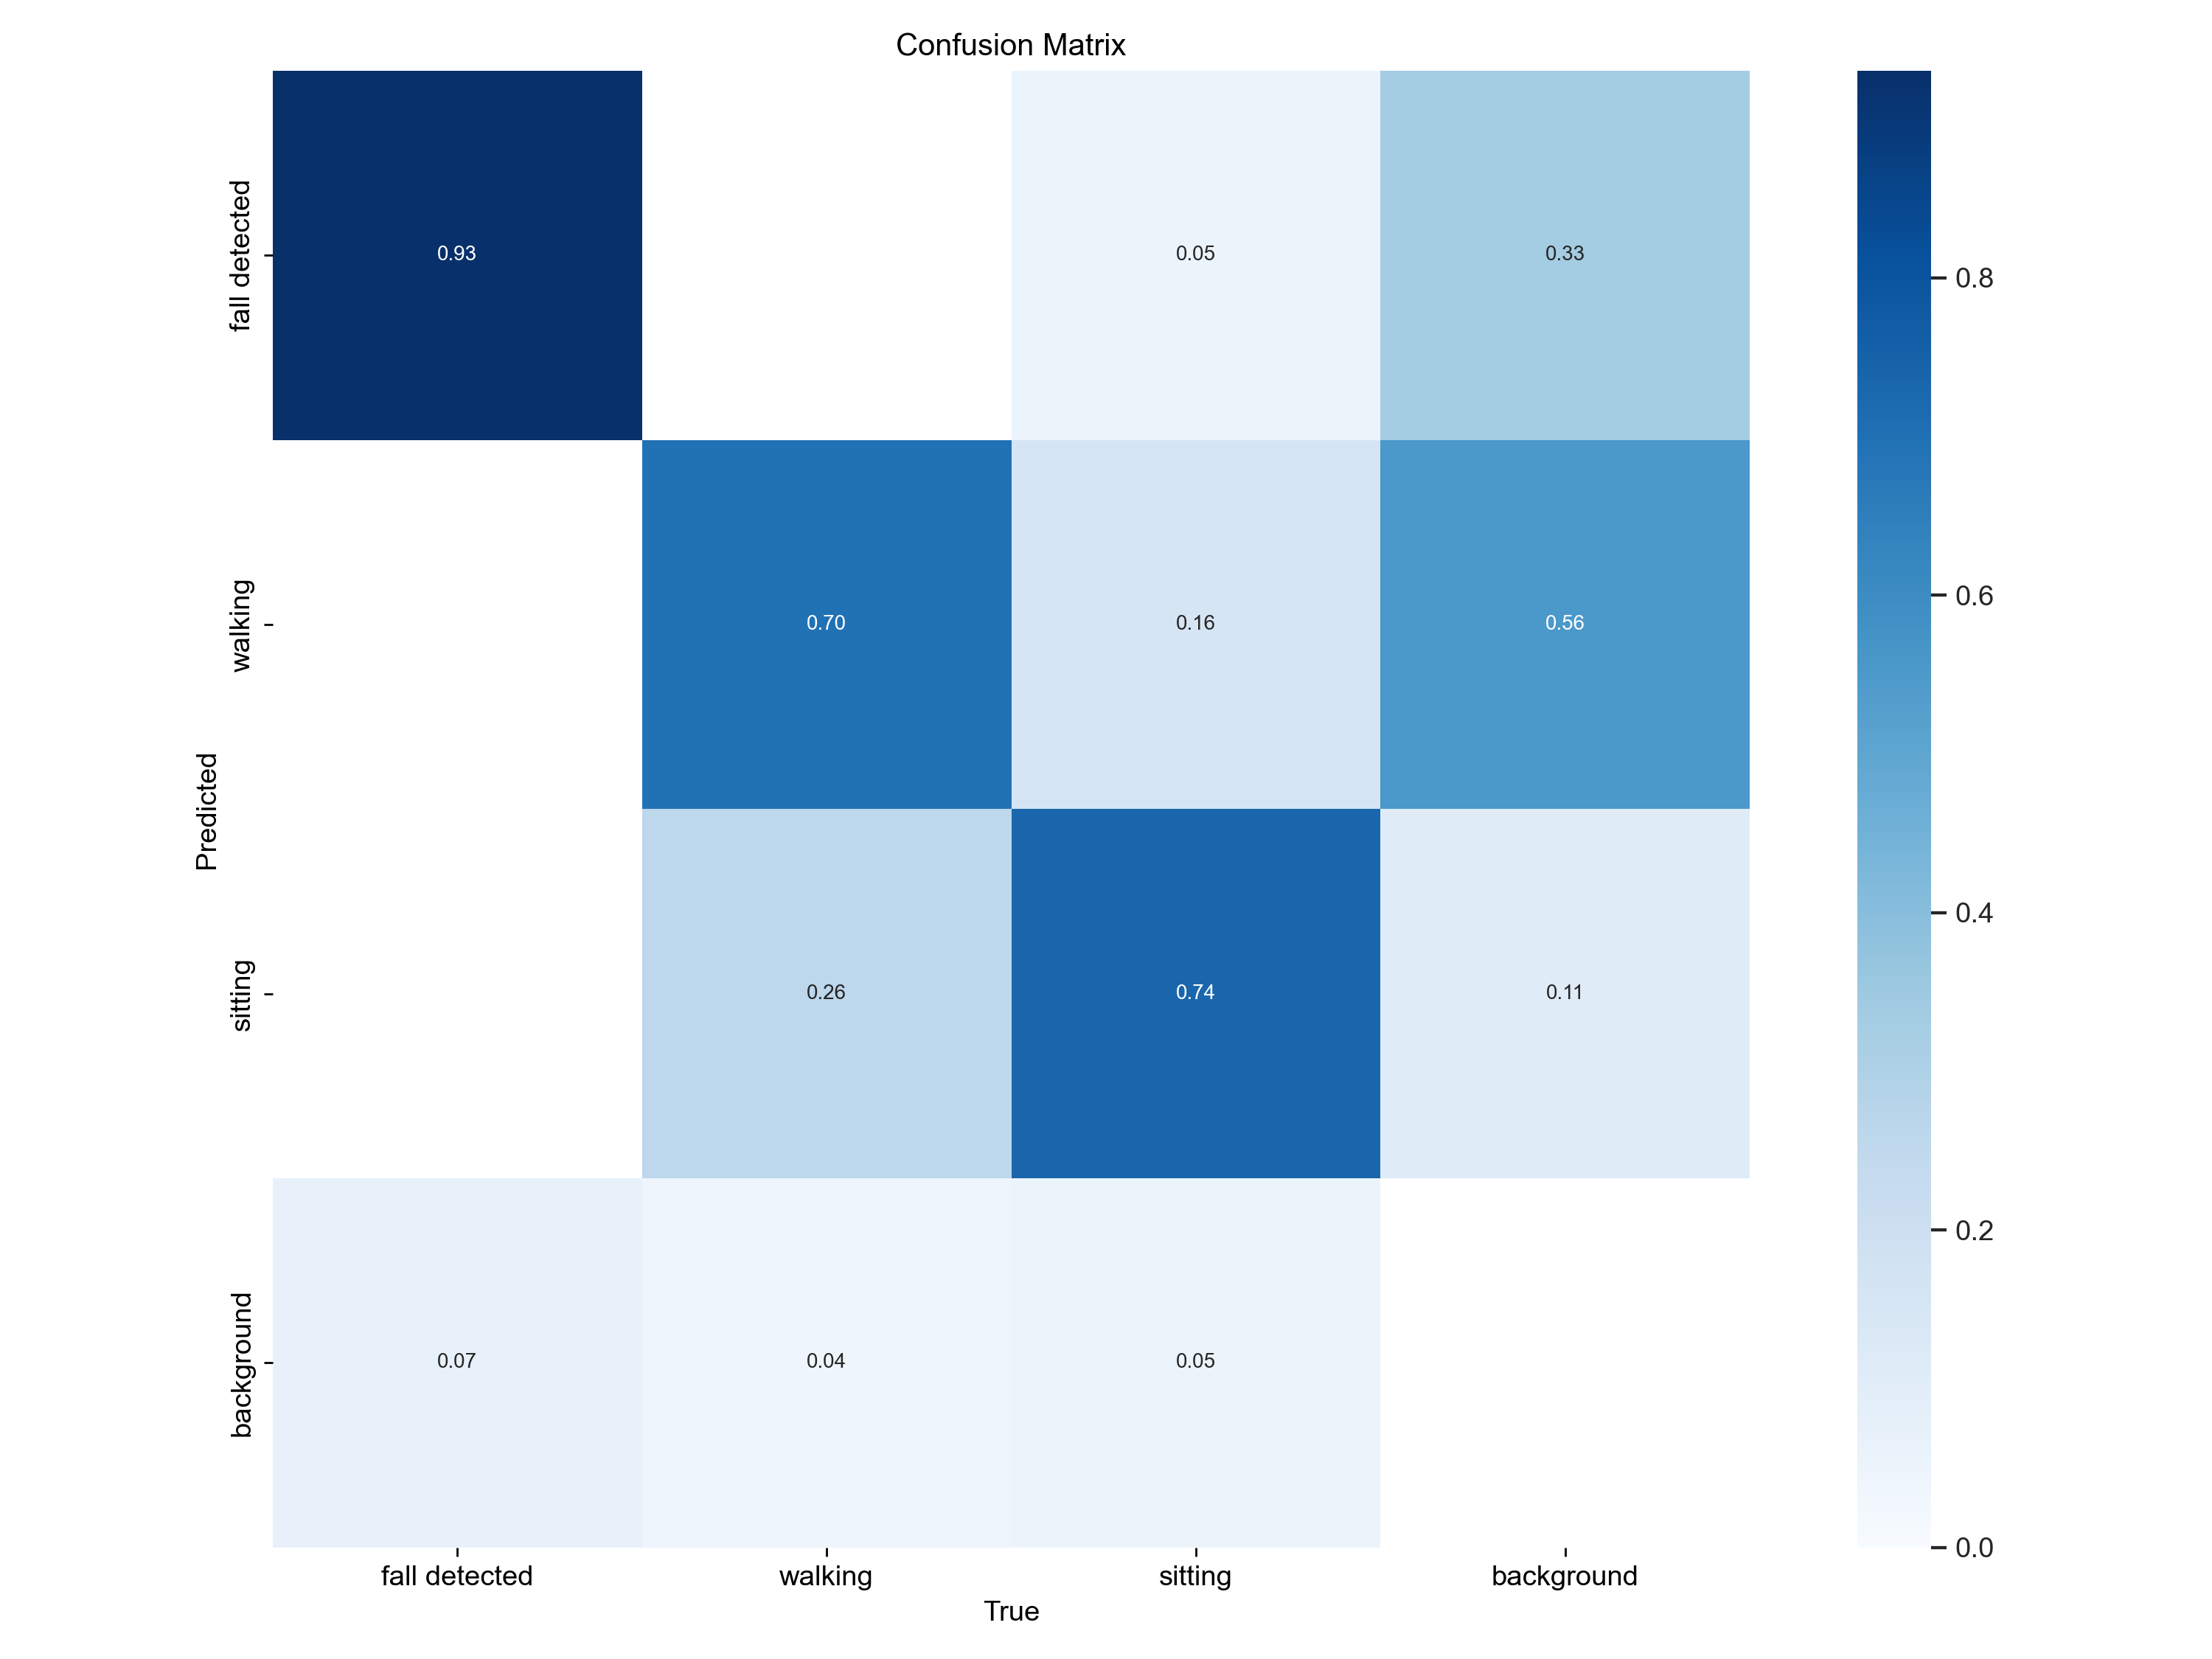 Confusion Matrix
fall detected
0.93
0.05
0.33
walking
0.70
0.16
0.56
sitting
0.26
0.74
0.11
background
0.07
0.04
0.05
Predicted
fall detected
walking
sitting
background
True
0.8
0.6
0.4
0.2
0.0